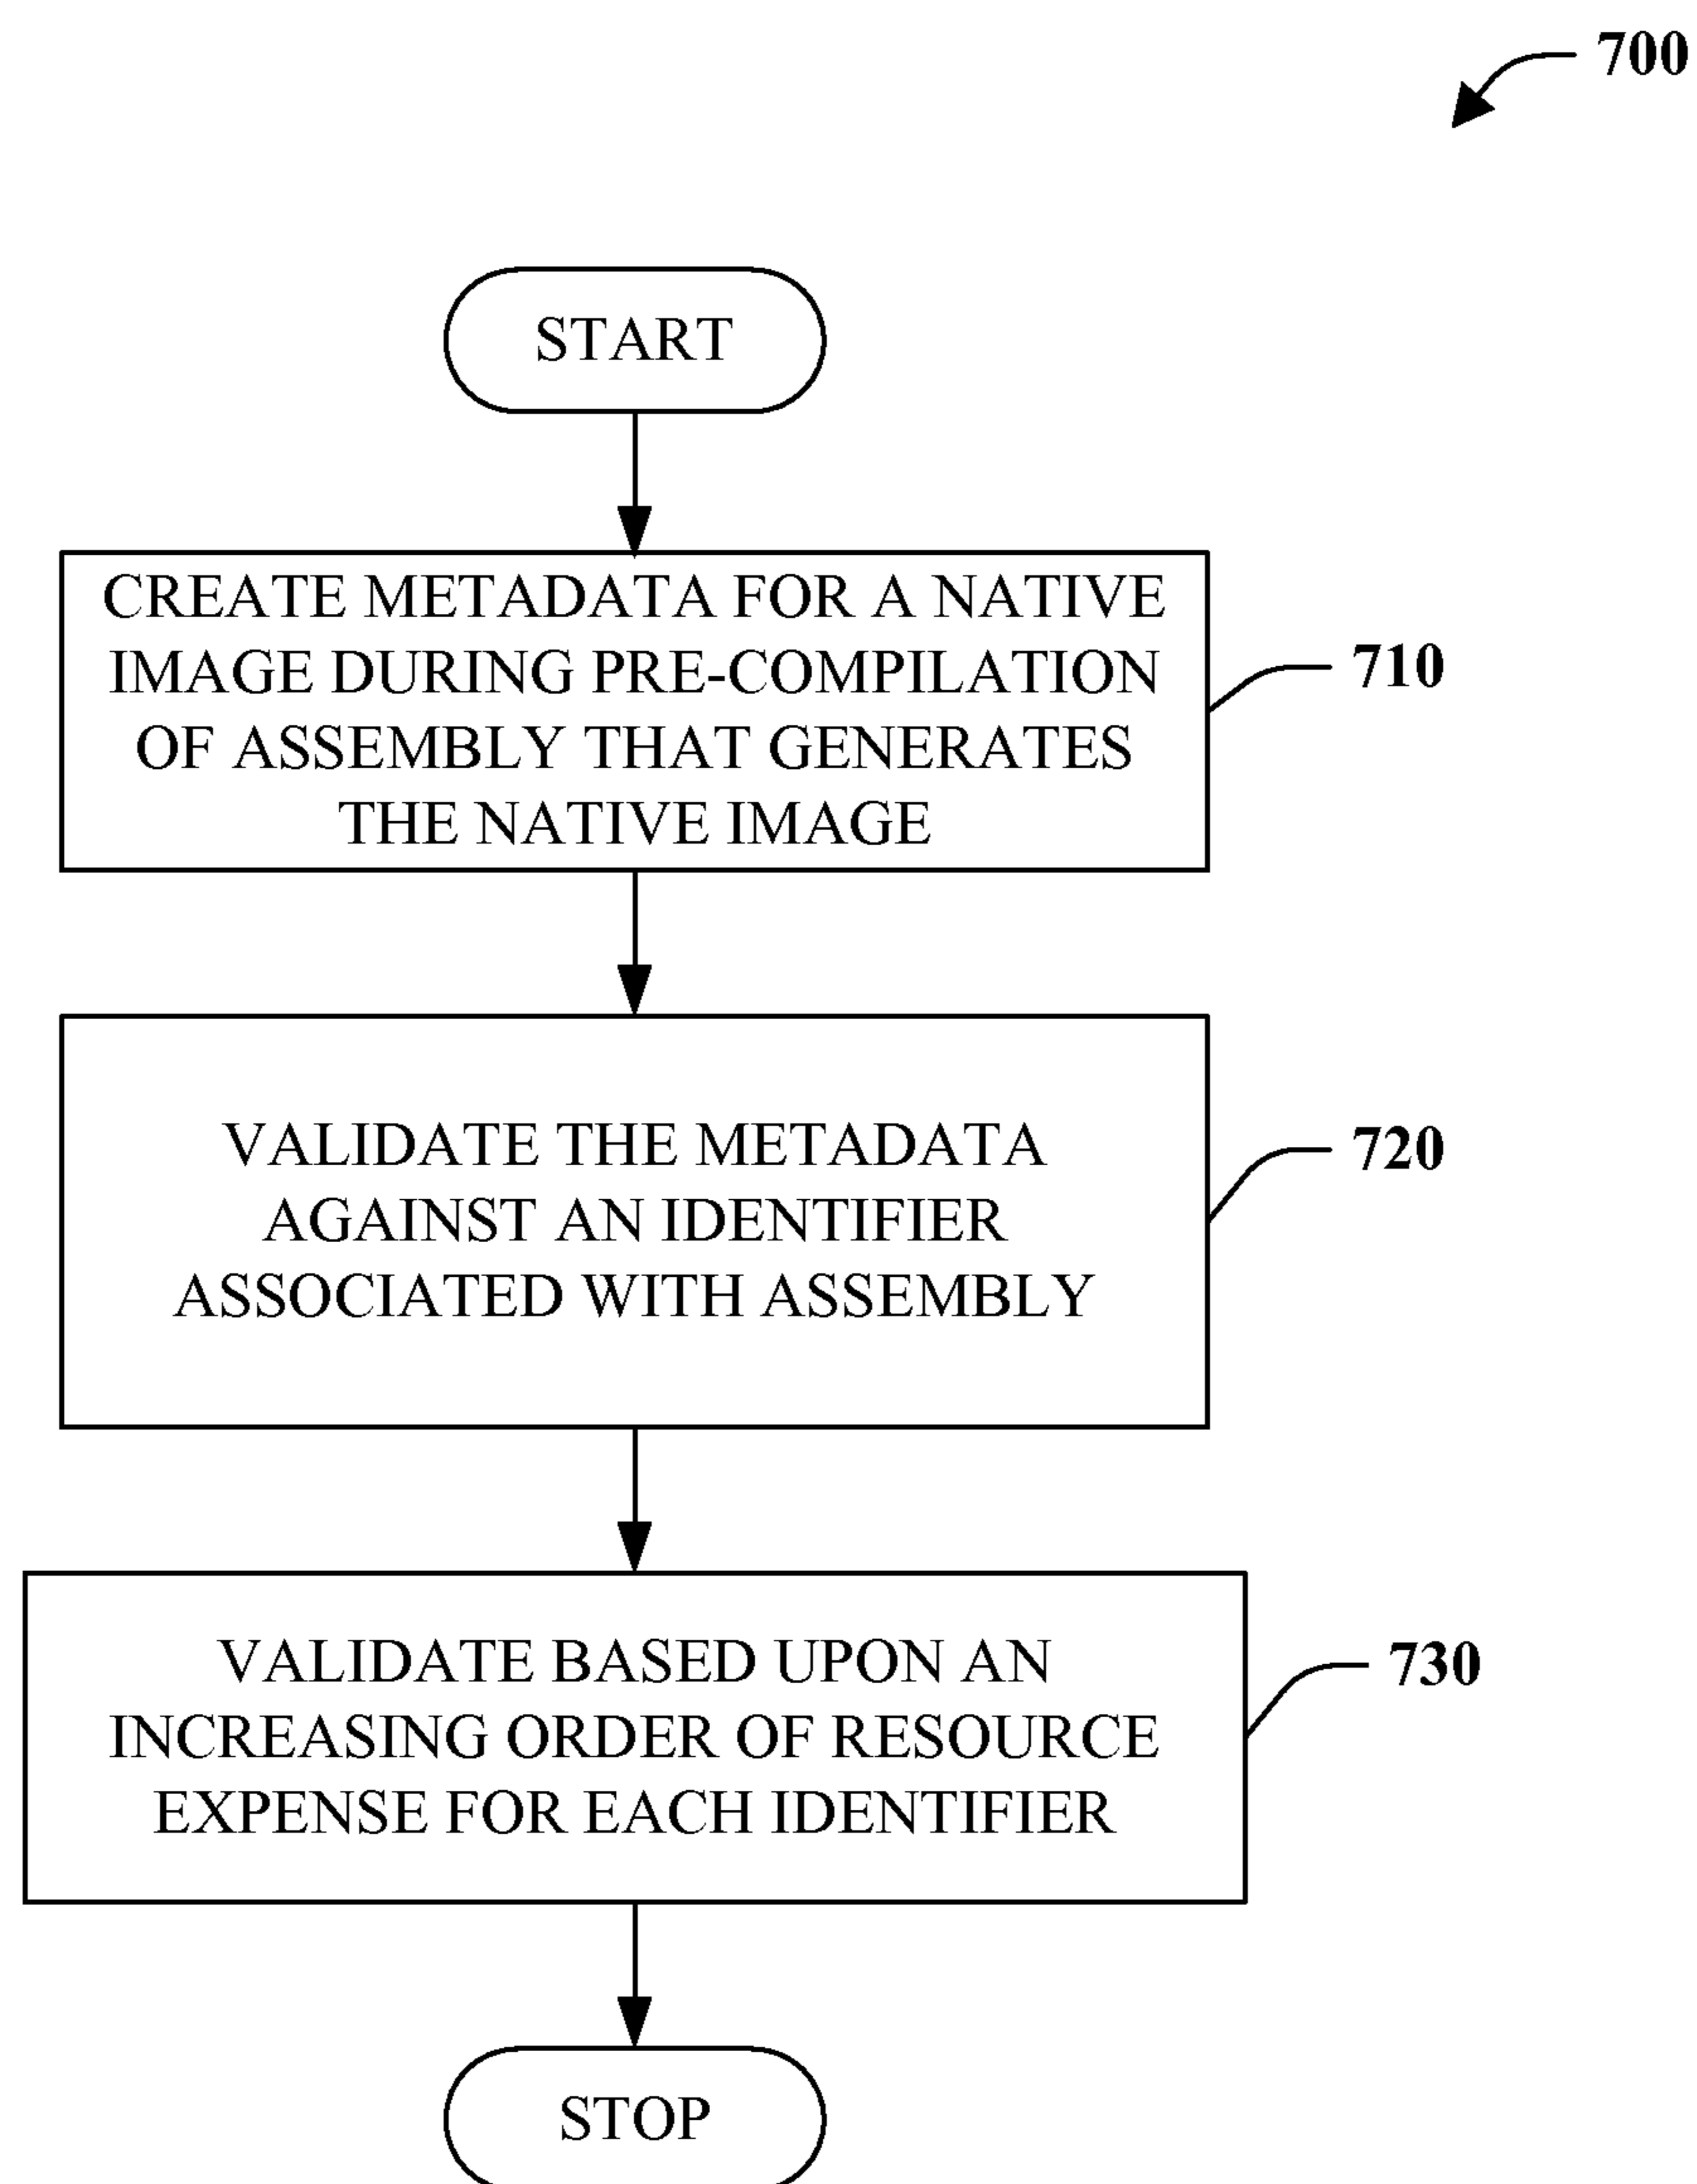 700
START
CREATE METADATA FOR A NATIVE
IMAGE DURING PRE-COMPILATION
OF ASSEMBLY THAT GENERATES
THE NATIVE IMAGE
710
VALIDATE THE METADATA
AGAINST AN IDENTIFIER
ASSOCIATED WITH ASSEMBLY
720
VALIDATE BASED UPON AN
INCREASING ORDER OF RESOURCE
EXPENSE FOR EACH IDENTIFIER
730
STOP